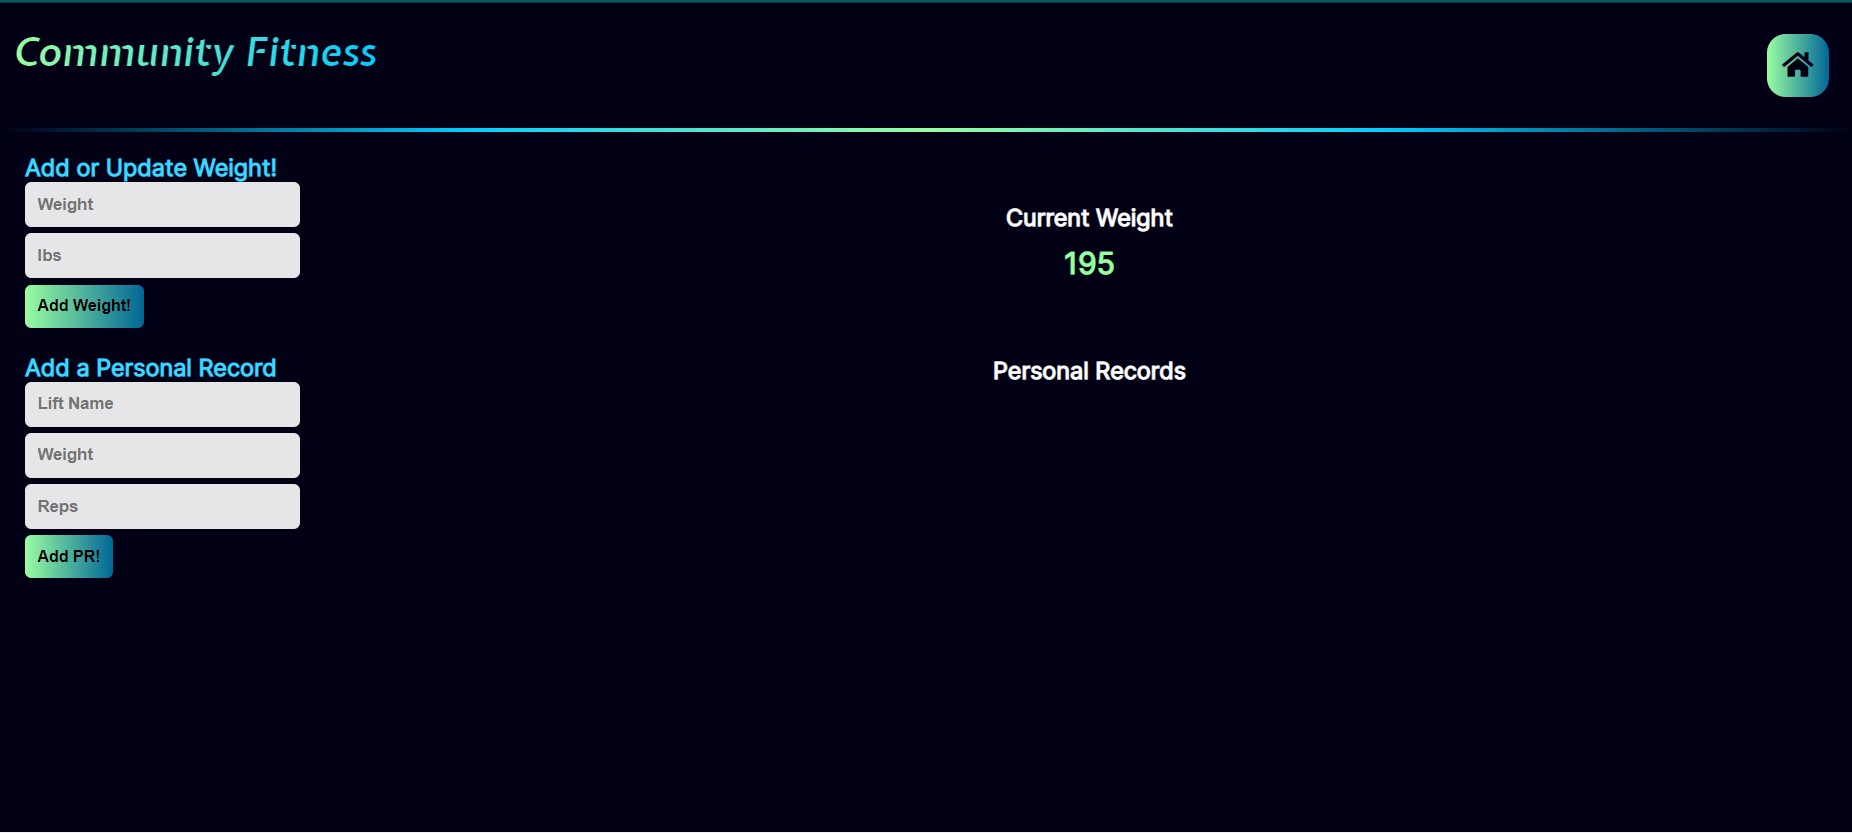 Community Fitness
Add or Update Weight!
Weight
lbs
Add Weight!
Current Weight
195
Add a Personal Record
Lift Name
Weight
Reps
Add PR!
Personal Records